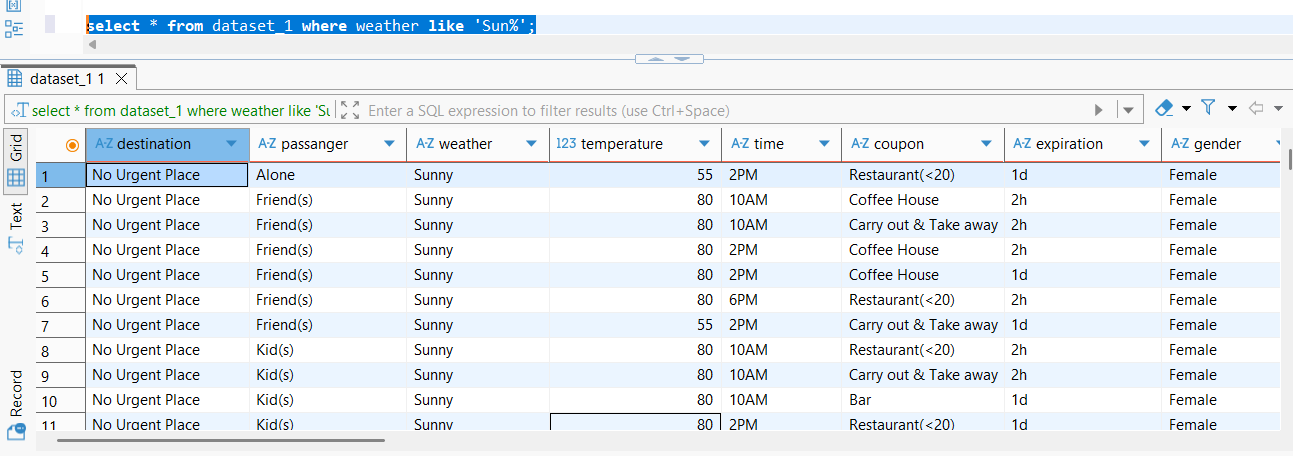 select * from dataset_1 where weather like 'Sun%';
dataset_1 1
select * from dataset_1 where weather like 'Su Enter a SQL expression to filter results (use Ctrl+Space)
Grid
Text
Record
A-Z destination A-Z passanger A-Z weather 123 temperature A-Z time A-Z coupon A-Z expiration A-Z gender
1 No Urgent Place Alone Sunny 55 2PM Restaurant(<20) 1d Female
2 No Urgent Place Friend(s) Sunny 80 10AM Coffee House 2h Female
3 No Urgent Place Friend(s) Sunny 80 10AM Carry out & Take away 2h Female
4 No Urgent Place Friend(s) Sunny 80 2PM Coffee House 2h Female
5 No Urgent Place Friend(s) Sunny 80 2PM Coffee House 1d Female
6 No Urgent Place Friend(s) Sunny 80 6PM Restaurant(<20) 2h Female
7 No Urgent Place Friend(s) Sunny 55 2PM Carry out & Take away 1d Female
8 No Urgent Place Kid(s) Sunny 80 10AM Restaurant(<20) 2h Female
9 No Urgent Place Kid(s) Sunny 80 10AM Carry out & Take away 2h Female
10 No Urgent Place Kid(s) Sunny 80 10AM Bar 1d Female
11 No Urgent Place Kid(s) Sunny 80 2PM Restaurant(<20) 1d Female